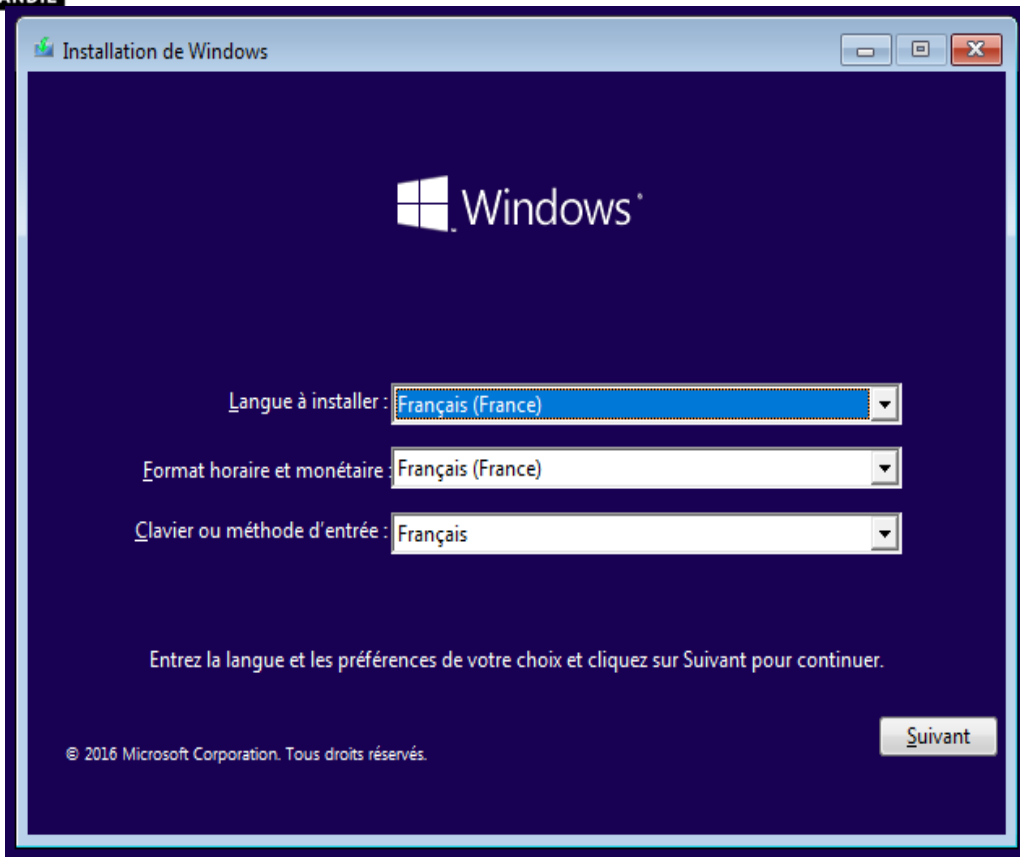 Installation de Windows
Windows
Langue à installer : Français (France)
Format horaire et monétaire : Français (France)
Clavier ou méthode d'entrée : Français
Entrez la langue et les préférences de votre choix et cliquez sur Suivant pour continuer.
Suivant
© 2016 Microsoft Corporation. Tous droits réservés.